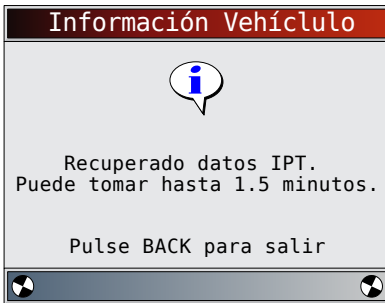 Información Vehíclulo
Recuperado datos IPT.
Puede tomar hasta 1.5 minutos.
Pulse BACK para salir